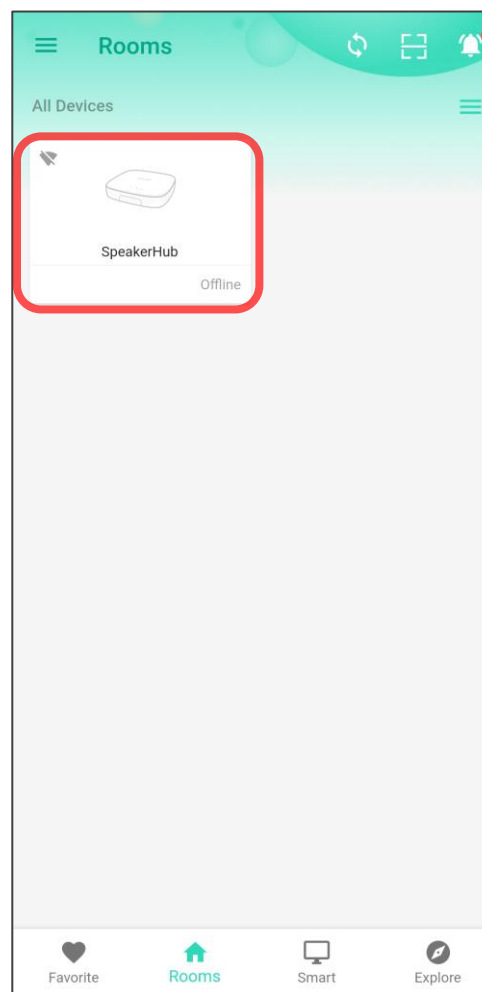 Rooms
All Devices
SpeakerHub
Offline
Favorite
Rooms
Smart
Explore